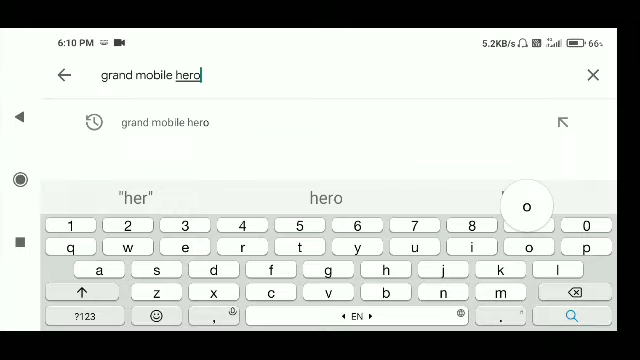 6:10 PM 5.2KB/s 4G 66%
grand mobile hero
grand mobile hero
"her" hero
o
1 2 3 4 5 6 7 8 0
q w e r t y u i o p
a s d f g h j k l
z x c v b n m
?123 , EN .